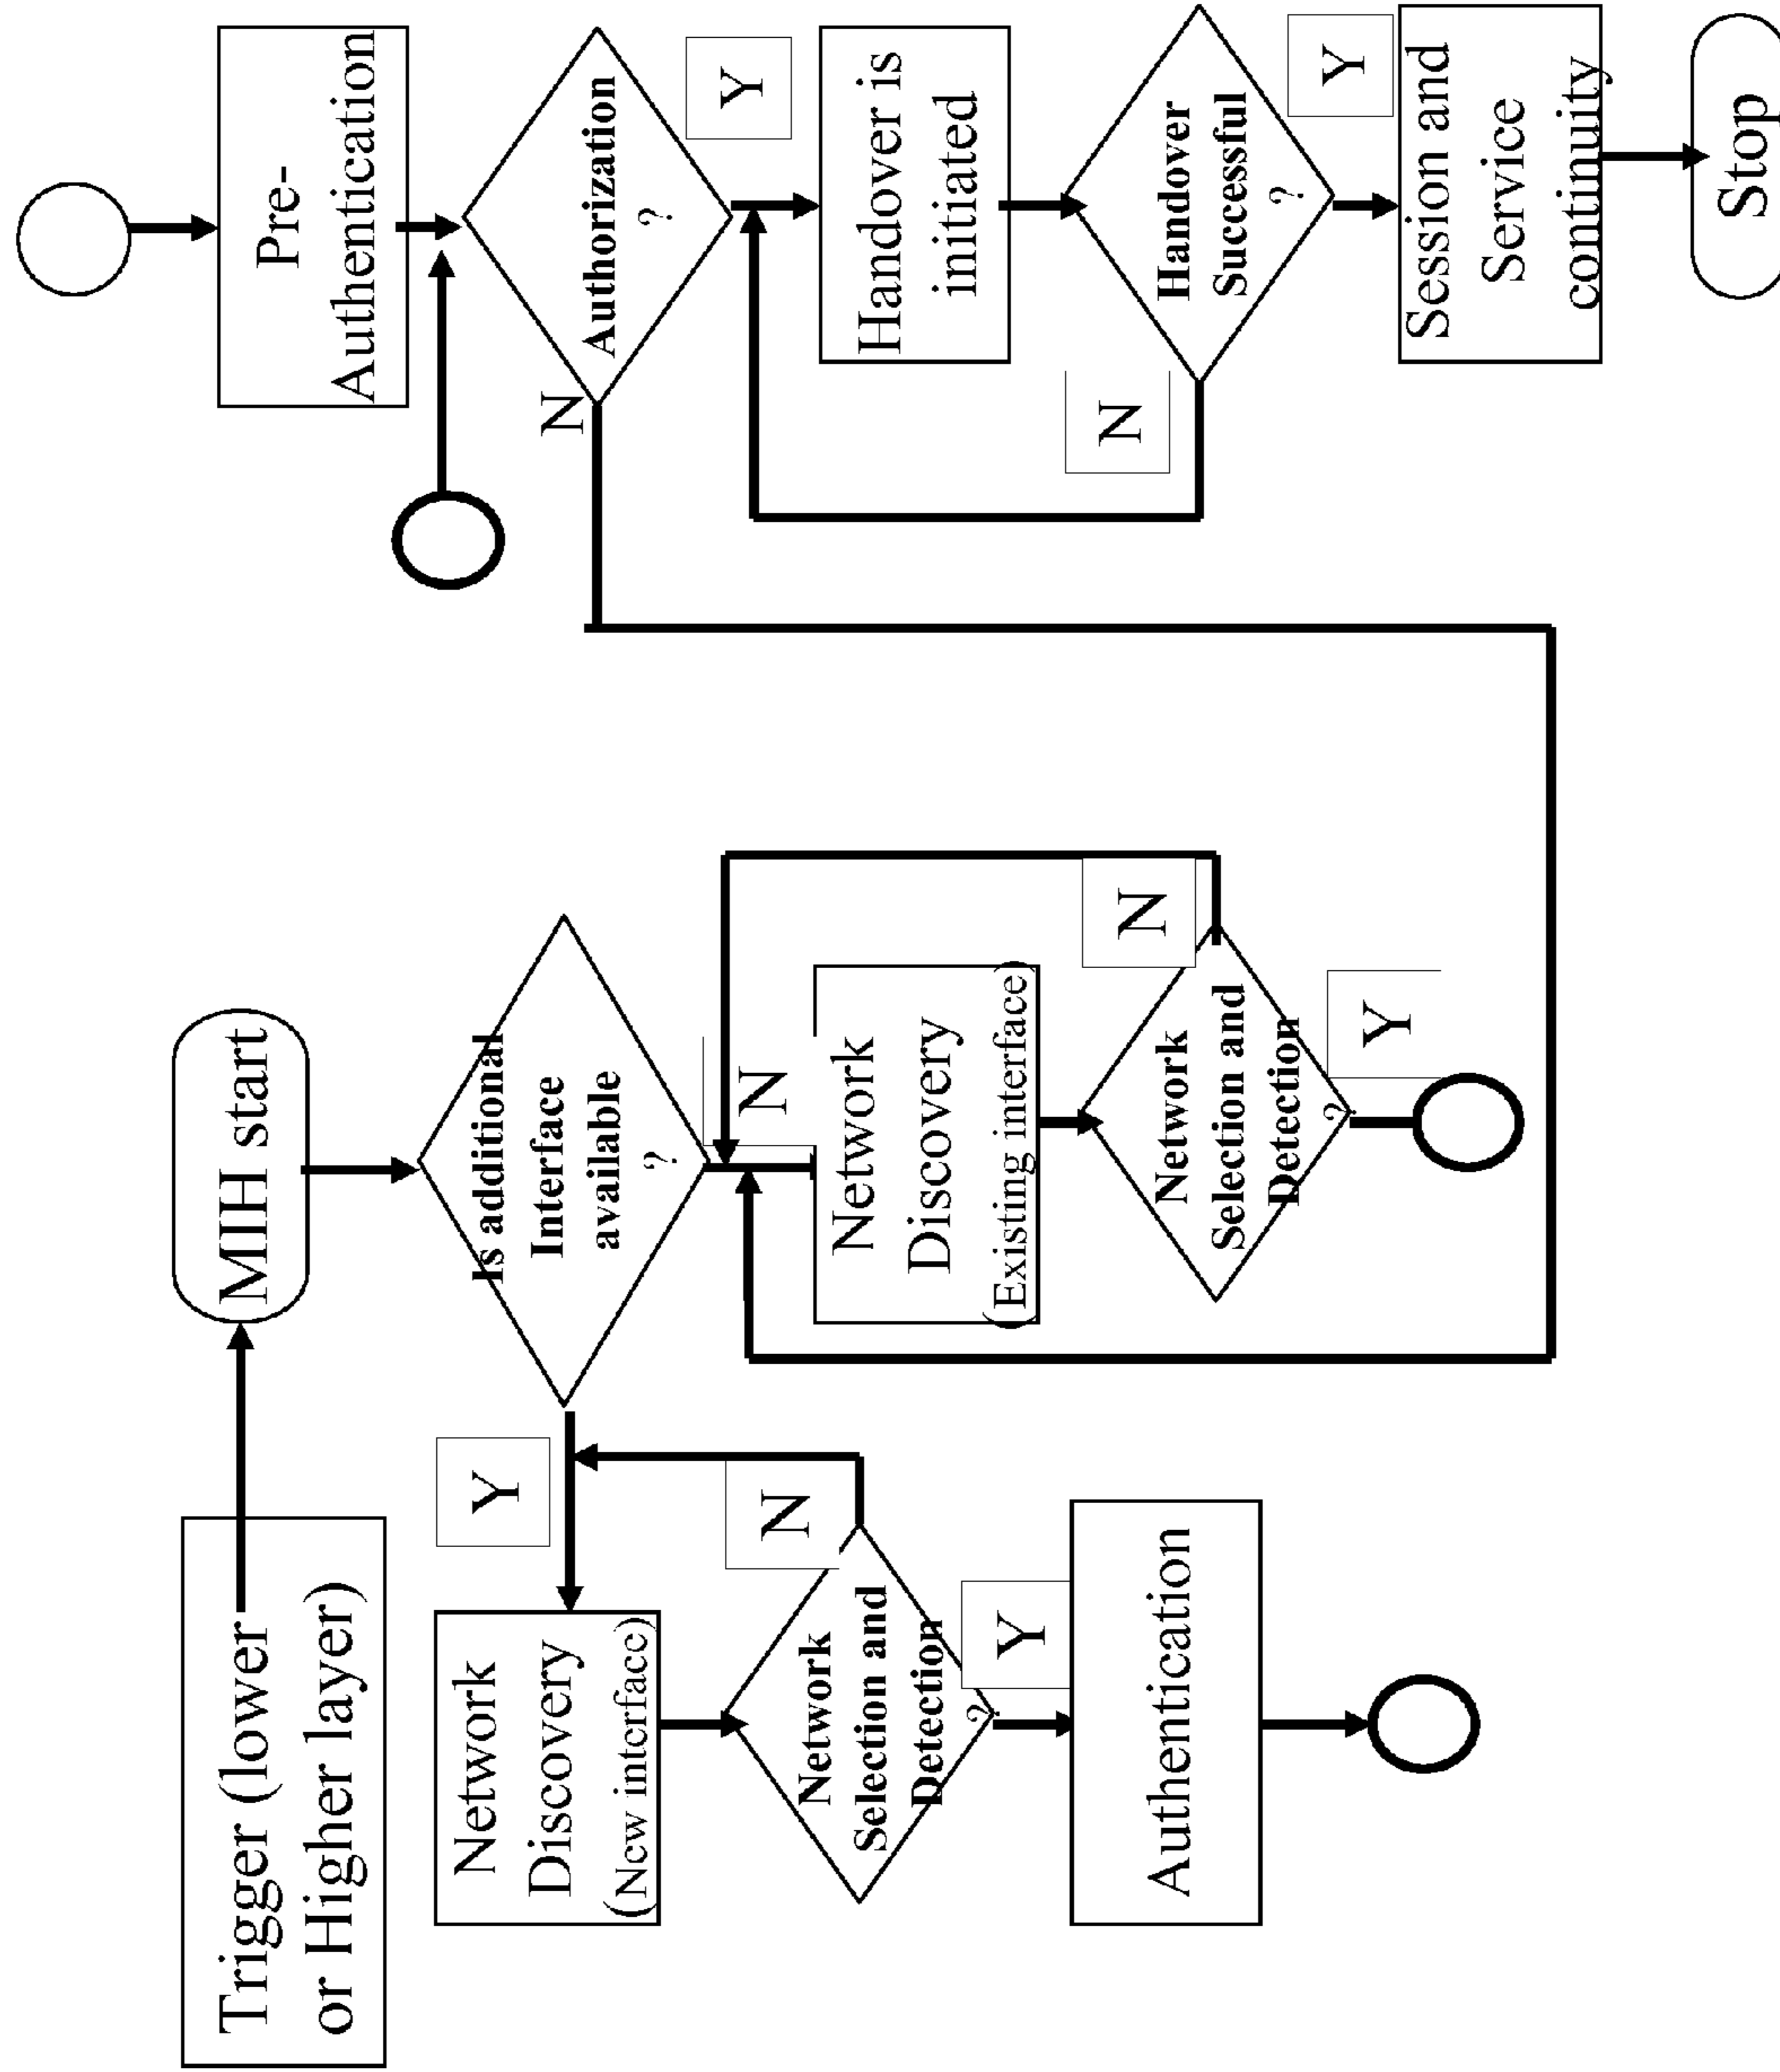 Trigger (lower
or Higher layer)
MIH start
Is additional
Interface
available
?
Y
N
Network
Discovery
(New interface)
Network
Selection and
Detection
?
N
Y
Authentication
Network
Discovery
(Existing interface)
Network
Selection and
Detection
?
N
Y
Pre-
Authentication
Authorization
?
N
Y
Handover is
initiated
Handover
Successful
?
N
Y
Session and
Service
continuity
Stop